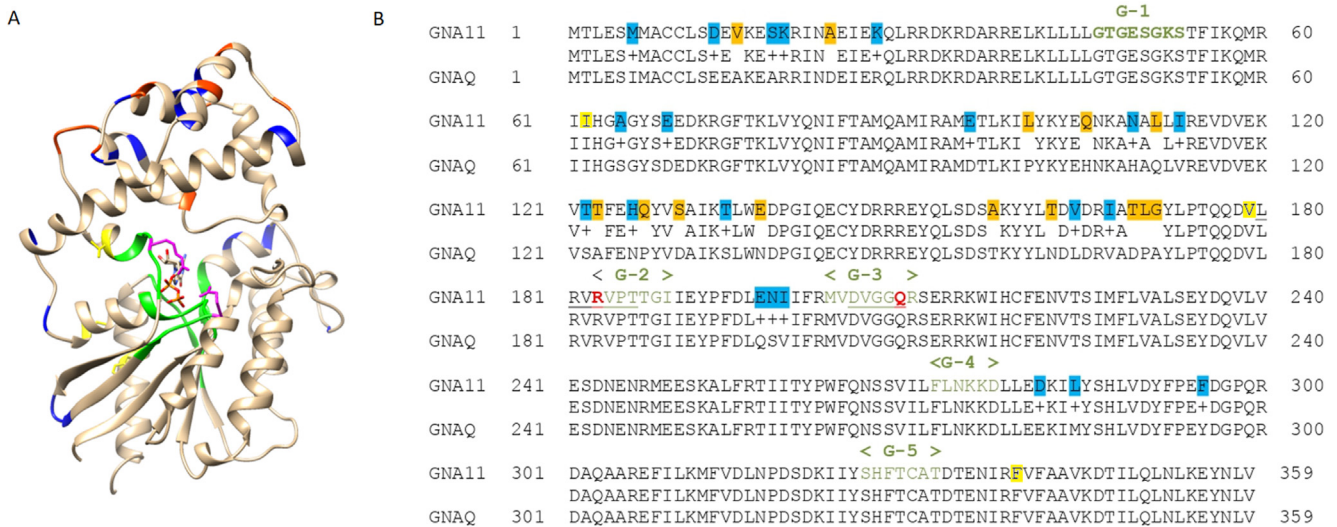 A
B
G-1
GNA11 1 MTLESMMACCLSDEVKESKRINAEIEKQLRRDKRDARRELKLLLLGTGESGKSTFIKQMR 60
MTLES+MACCLS+E KE++RIN EIE+QLRRDKRDARRELKLLLLGTGESGKSTFIKQMR
GNAQ 1 MTLESIMACCLSEEAKEARRINDEIERQLRRDKRDARRELKLLLLGTGESGKSTFIKQMR 60
GNA11 61 IIHGAGYSEEDKRGFTKLVYQNIFTAMQAMIRAMETLKILYKYEQNKANALLIREVDVEK 120
IIHG+GYS+EDKRGFTKLVYQNIFTAMQAMIRAM+TLKI YKYE NKA+A L+REVDVEK
GNAQ 61 IIHGSGYSDEDKRGFTKLVYQNIFTAMQAMIRAMDTLKIPYKYEHNKAHAQLVREVDVEK 120
GNA11 121 VTTFEHQYVSAIKTLWEDPGIQECYDRRREYQLSDSAKYYLTDVDRIATLGYLPTQQDVL 180
V+ FE+ YV AIK+LW DPGIQECYDRRREYQLSDS KYYL D+DR+A   YLPTQQDVL
GNAQ 121 VSAFENPYVDAIKSLWNDPGIQECYDRRREYQLSDSTKYYLNDLDRVADPAYLPTQQDVL 180
< G-2 > < G-3 >
GNA11 181 RVRVPTTGIIEYPFDLENIIFRMVDVGGQRSERRKWIHCFENVTSIMFLVALSEYDQVLV 240
RVRVPTTGIIEYPFDL+++IFRMVDVGGQRSERRKWIHCFENVTSIMFLVALSEYDQVLV
GNAQ 181 RVRVPTTGIIEYPFDLQSVIFRMVDVGGQRSERRKWIHCFENVTSIMFLVALSEYDQVLV 240
<G-4 >
GNA11 241 ESDNENRMEESKALFRTIITYPWFQNSSVILFLNKKDLLEDKILYSHLVDYFPEFDGPQR 300
ESDNENRMEESKALFRTIITYPWFQNSSVILFLNKKDLLE+KI+YSHLVDYFPE+DGPQR
GNAQ 241 ESDNENRMEESKALFRTIITYPWFQNSSVILFLNKKDLLEEKIMYSHLVDYFPEYDGPQR 300
< G-5 >
GNA11 301 DAQAAREFILKMFVDLNPDSDKIIYSHFTCATDTENIRFVFAAVKDTILQLNLKEYNLV 359
DAQAAREFILKMFVDLNPDSDKIIYSHFTCATDTENIRFVFAAVKDTILQLNLKEYNLV
GNAQ 301 DAQAAREFILKMFVDLNPDSDKIIYSHFTCATDTENIRFVFAAVKDTILQLNLKEYNLV 359